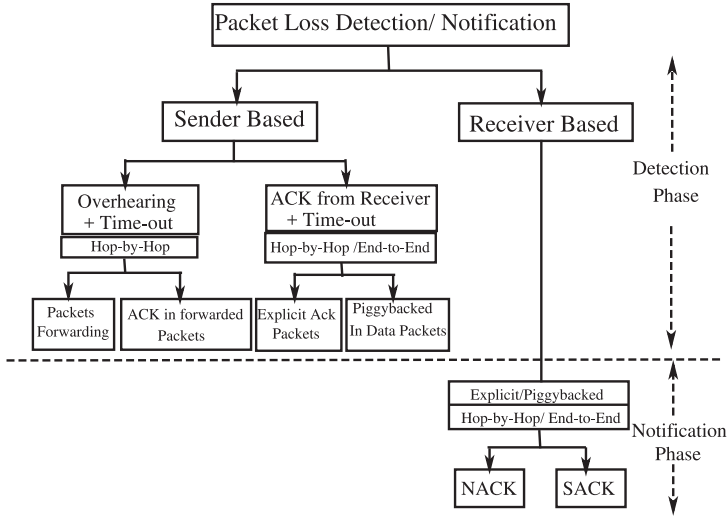 Packet Loss Detection/ Notification
Sender Based
Receiver Based
Detection
Phase
Overhearing
+ Time-out
Hop-by-Hop
ACK from Receiver
+ Time-out
Hop-by-Hop /End-to-End
Packets
Forwarding
ACK in forwarded
Packets
Explicit Ack
Packets
Piggybacked
In Data Packets
Explicit/Piggybacked
Hop-by-Hop/ End-to-End
Notification
Phase
NACK
SACK